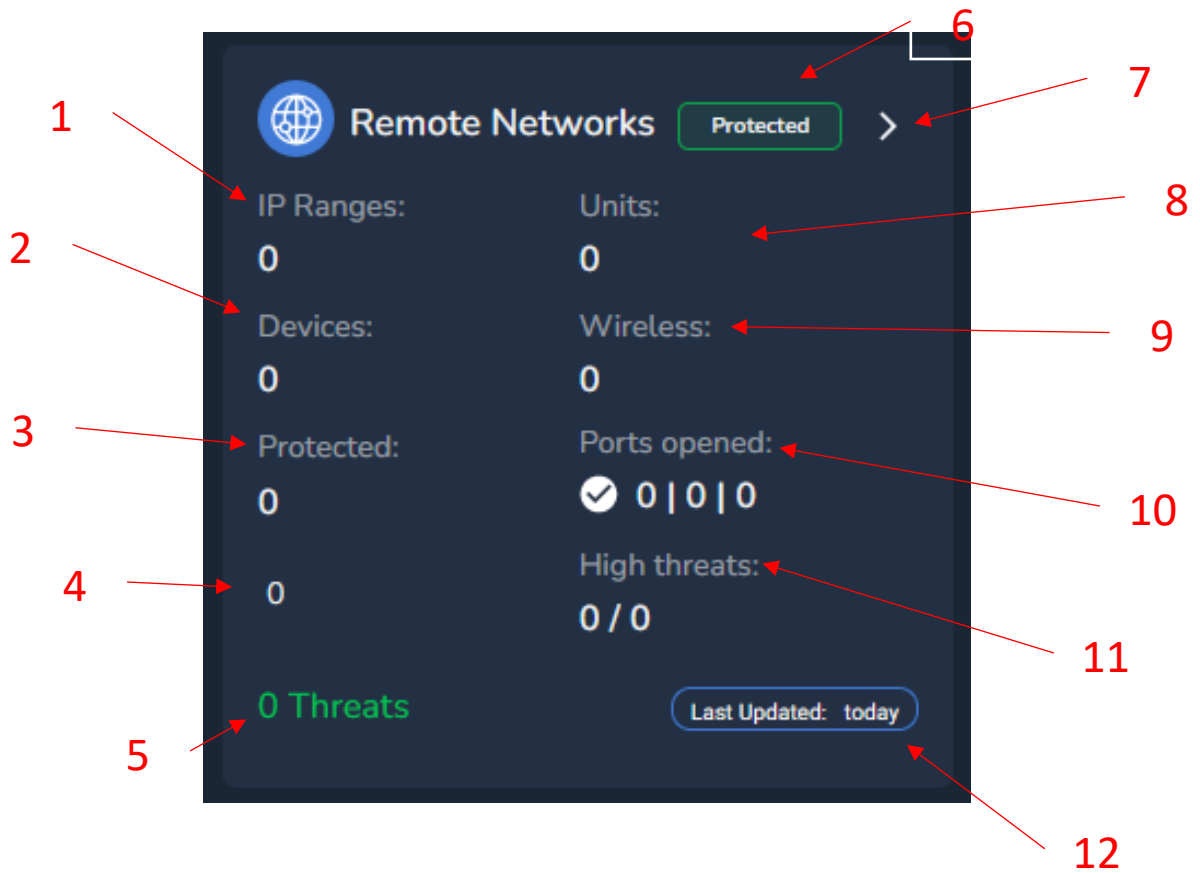 6
7
1
Remote Networks Protected
IP Ranges: Units:
8
2
0 0
Devices: Wireless:
9
0 0
3
Protected: Ports opened:
0 0 | 0 | 0
10
4
0
High threats:
0 / 0
11
0 Threats Last Updated: today
5
12